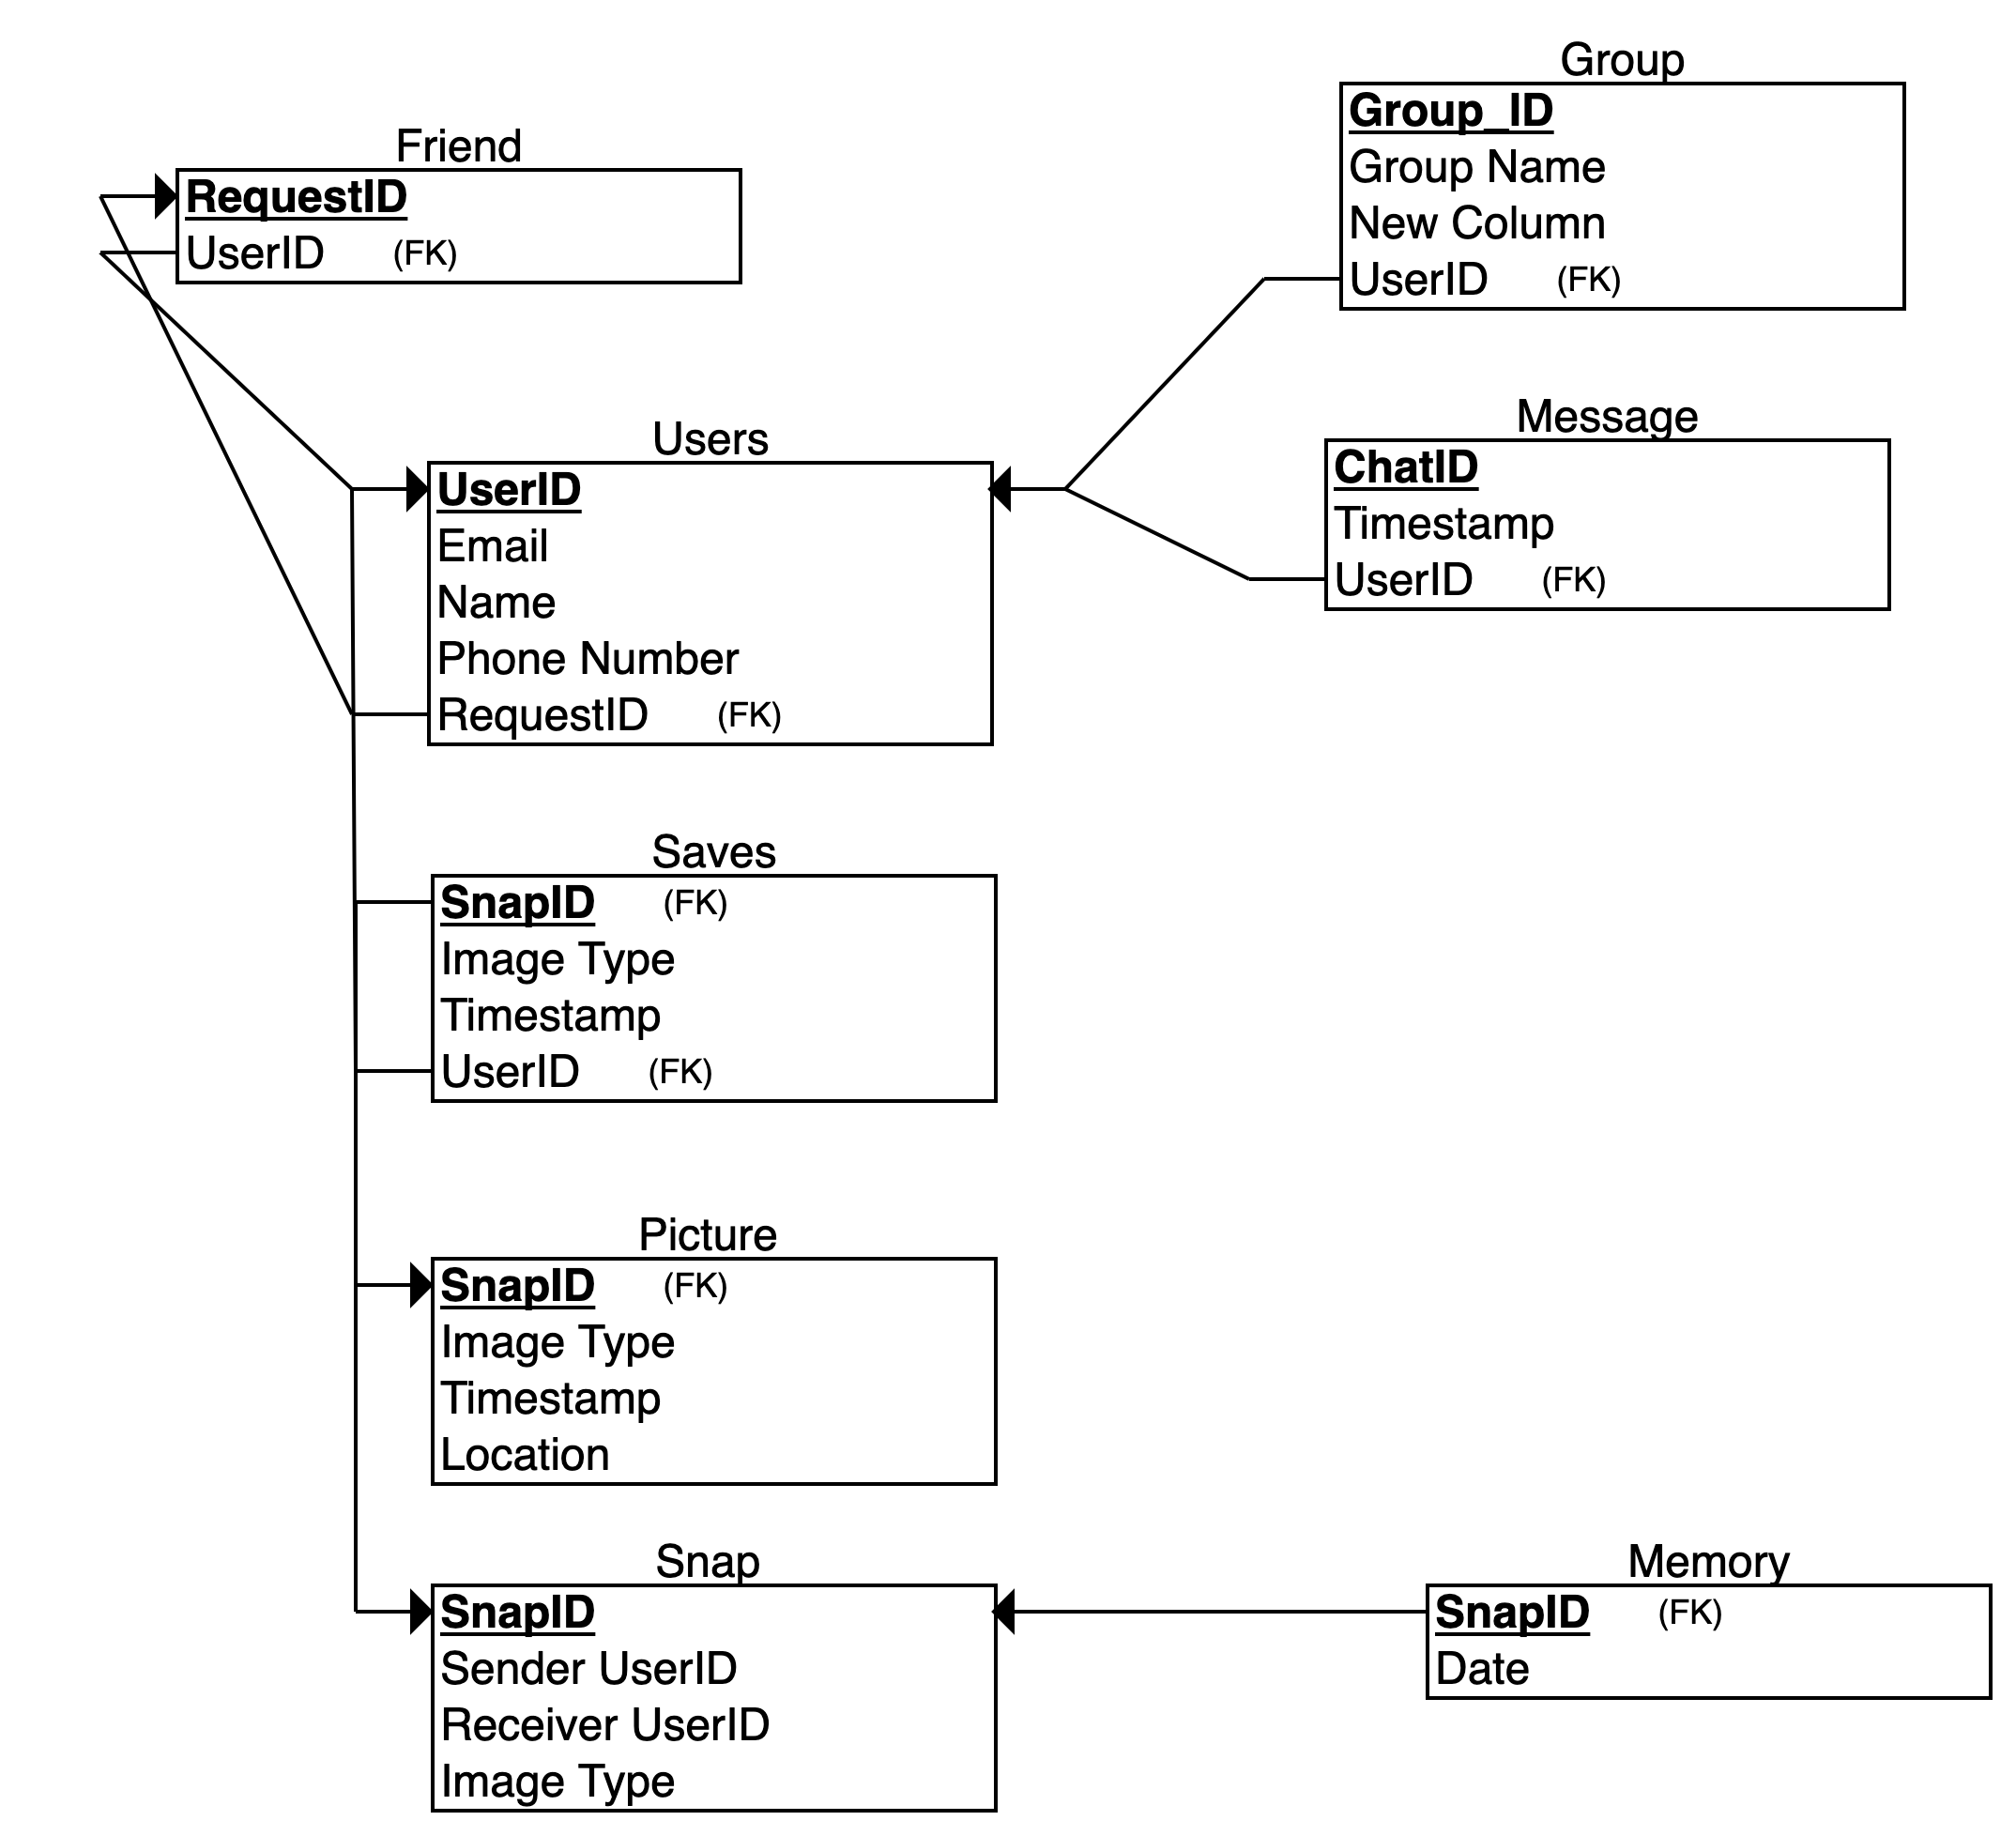 Group
Group_ID
Group Name
New Column
UserID (FK)
Friend
RequestID
UserID (FK)
Message
ChatID
Timestamp
UserID (FK)
Users
UserID
Email
Name
Phone Number
RequestID (FK)
Saves
SnapID (FK)
Image Type
Timestamp
UserID (FK)
Picture
SnapID (FK)
Image Type
Timestamp
Location
Snap
SnapID
Sender UserID
Receiver UserID
Image Type
Memory
SnapID (FK)
Date